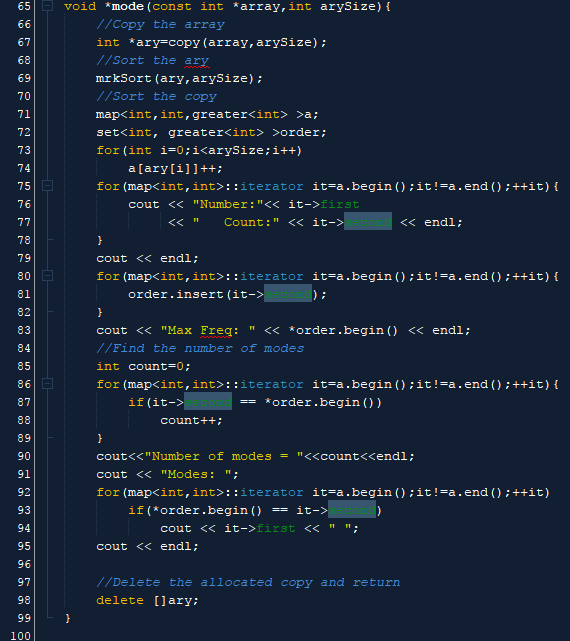 65 void *mode(const int *array,int arySize){
66 //Copy the array
67 int *ary=copy(array,arySize);
68 //Sort the ary
69 mrkSort(ary,arySize);
70 //Sort the copy
71 map<int,int,greater<int> >a;
72 set<int, greater<int> >order;
73 for(int i=0;i<arySize;i++)
74 a[ary[i]]++;
75 for(map<int,int>::iterator it=a.begin();it!=a.end();++it){
76 cout << "Number:"<< it->first
77 << "   Count:" << it->second << endl;
78 }
79 cout << endl;
80 for(map<int,int>::iterator it=a.begin();it!=a.end();++it){
81 order.insert(it->second);
82 }
83 cout << "Max Freq: " << *order.begin() << endl;
84 //Find the number of modes
85 int count=0;
86 for(map<int,int>::iterator it=a.begin();it!=a.end();++it){
87 if(it->second == *order.begin())
88 count++;
89 }
90 cout<<"Number of modes = "<<count<<endl;
91 cout << "Modes: ";
92 for(map<int,int>::iterator it=a.begin();it!=a.end();++it)
93 if(*order.begin() == it->second)
94 cout << it->first << " ";
95 cout << endl;
96
97 //Delete the allocated copy and return
98 delete []ary;
99 }
100